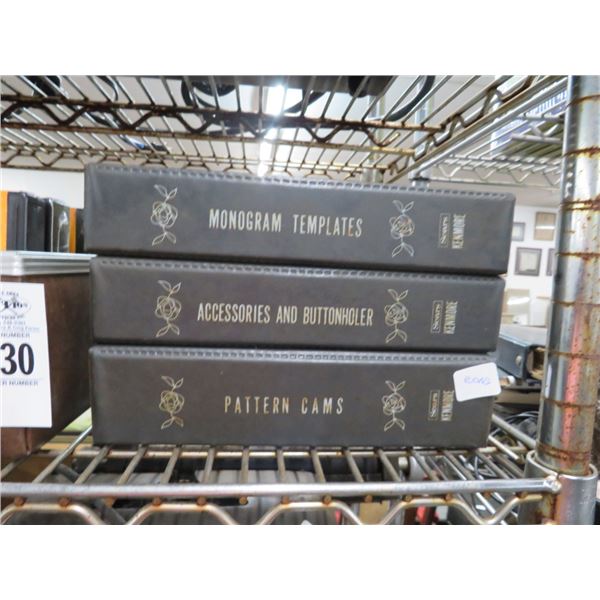 MONOGRAM TEMPLATES
Sears
KENMORE
ACCESSORIES AND BUTTONHOLER
Sears
KENMORE
PATTERN CAMS
Sears
KENMORE
30